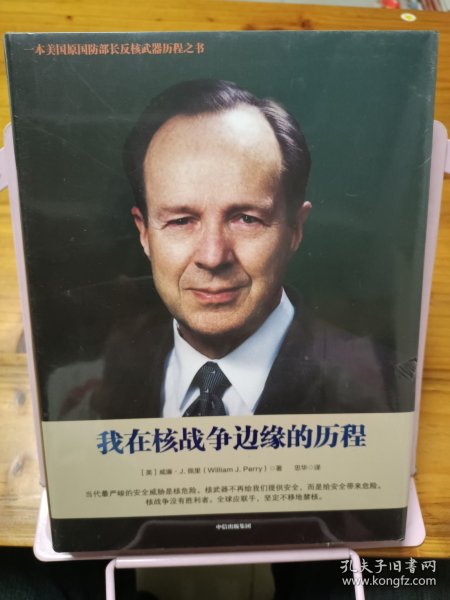 一本美国原国防部长反核武器历程之书
我在核战争边缘的历程
［美］威廉·J. 佩里（William J. Perry）◎著 忠华◎译
当代最严峻的安全威胁是核危险。核武器不再给我们提供安全，而是给安全带来危险。
核战争没有胜利者。全球应联手，坚定不移地禁核。
中信出版集团
孔夫子旧书网
www.kongfz.com